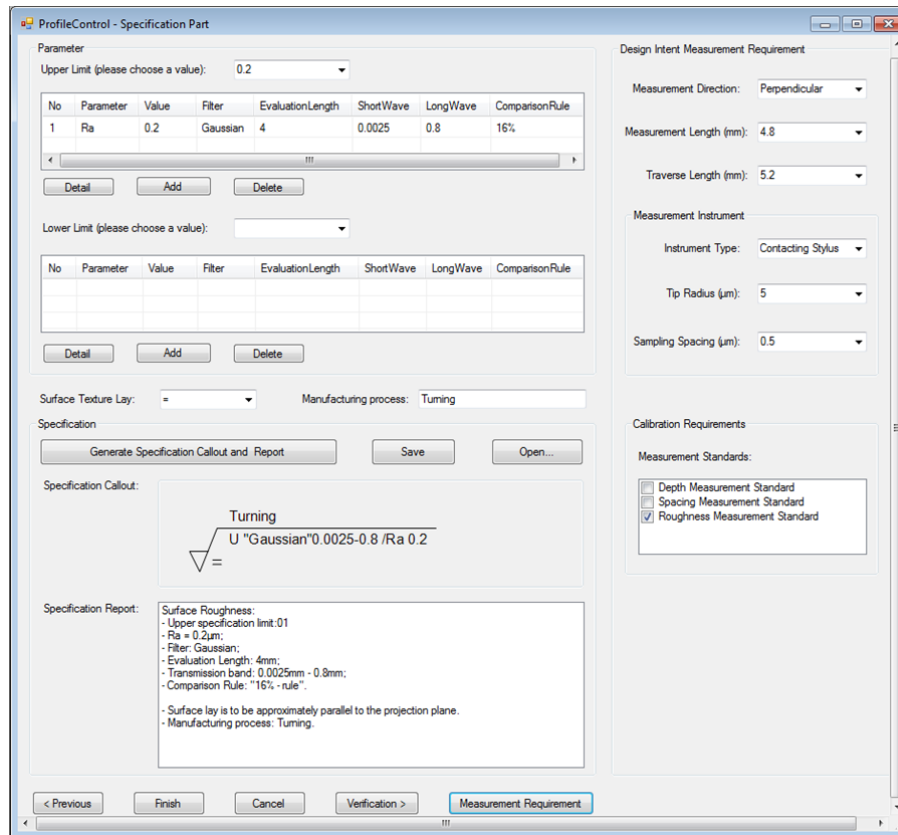 ProfileControl - Specification Part
Parameter
Upper Limit (please choose a value): 0.2
No Parameter Value Filter EvaluationLength ShortWave LongWave ComparisonRule
1 Ra 0.2 Gaussian 4 0.0025 0.8 16%
Detail Add Delete
Lower Limit (please choose a value):
No Parameter Value Filter EvaluationLength ShortWave LongWave ComparisonRule
Detail Add Delete
Surface Texture Lay: = Manufacturing process: Turning
Specification
Generate Specification Callout and Report Save Open...
Specification Callout:
Turning
U "Gaussian"0.0025-0.8 /Ra 0.2
=
Specification Report:
Surface Roughness:
- Upper specification limit:01
- Ra = 0.2µm;
- Filter: Gaussian;
- Evaluation Length: 4mm;
- Transmission band: 0.0025mm - 0.8mm;
- Comparison Rule: "16% - rule".
- Surface lay is to be approximately parallel to the projection plane.
- Manufacturing process: Turning.
Design Intent Measurement Requirement
Measurement Direction: Perpendicular
Measurement Length (mm): 4.8
Traverse Length (mm): 5.2
Measurement Instrument
Instrument Type: Contacting Stylus
Tip Radius (µm): 5
Sampling Spacing (µm): 0.5
Calibration Requirements
Measurement Standards:
Depth Measurement Standard
Spacing Measurement Standard
Roughness Measurement Standard
< Previous Finish Cancel Verification > Measurement Requirement